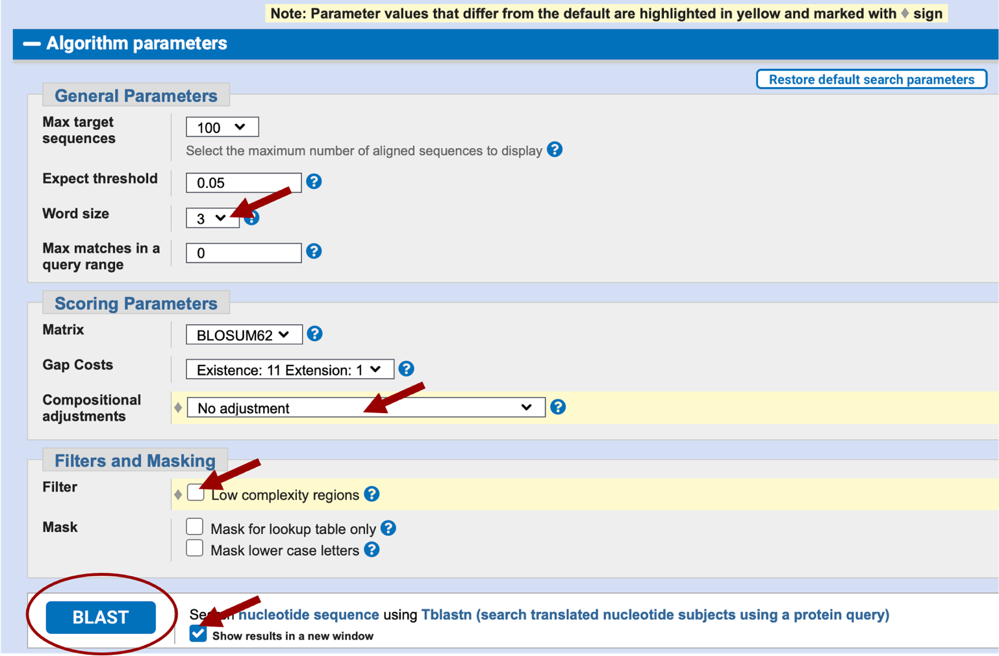 Note: Parameter values that differ from the default are highlighted in yellow and marked with ♦ sign
Algorithm parameters
Restore default search parameters
General Parameters
Max target
sequences
100
Select the maximum number of aligned sequences to display ?
Expect threshold
0.05 ?
Word size
3 ?
Max matches in a
query range
0 ?
Scoring Parameters
Matrix
BLOSUM62 ?
Gap Costs
Existence: 11 Extension: 1 ?
Compositional
adjustments
♦ No adjustment ?
Filters and Masking
Filter
♦ Low complexity regions ?
Mask
Mask for lookup table only ?
Mask lower case letters ?
BLAST
nucleotide sequence using Tblastn (search translated nucleotide subjects using a protein query)
Show results in a new window